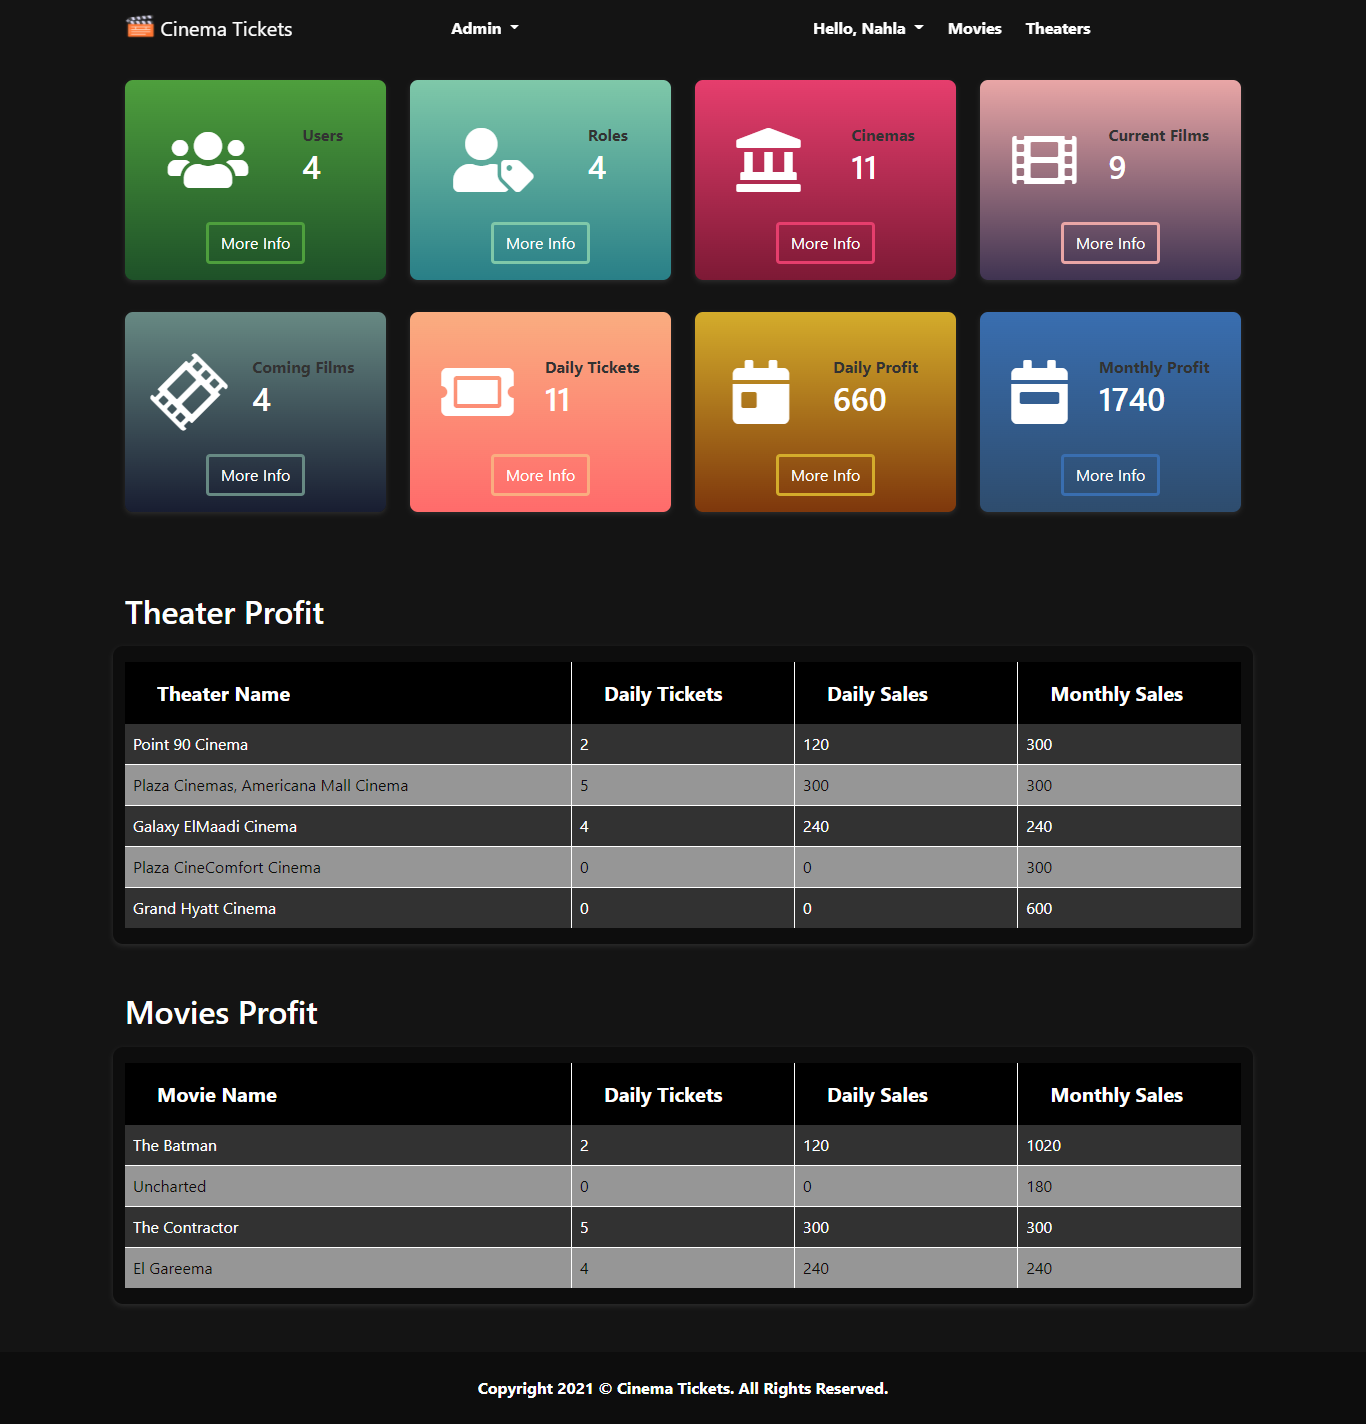 Cinema Tickets Admin Hello, Nahla Movies Theaters
Users Roles Cinemas Current Films
4 4 11 9
More Info More Info More Info More Info
Coming Films Daily Tickets Daily Profit Monthly Profit
4 11 660 1740
More Info More Info More Info More Info
Theater Profit
Theater Name Daily Tickets Daily Sales Monthly Sales
Point 90 Cinema 2 120 300
Plaza Cinemas, Americana Mall Cinema 5 300 300
Galaxy ElMaadi Cinema 4 240 240
Plaza CineComfort Cinema 0 0 300
Grand Hyatt Cinema 0 0 600
Movies Profit
Movie Name Daily Tickets Daily Sales Monthly Sales
The Batman 2 120 1020
Uncharted 0 0 180
The Contractor 5 300 300
El Gareema 4 240 240
Copyright 2021 © Cinema Tickets. All Rights Reserved.